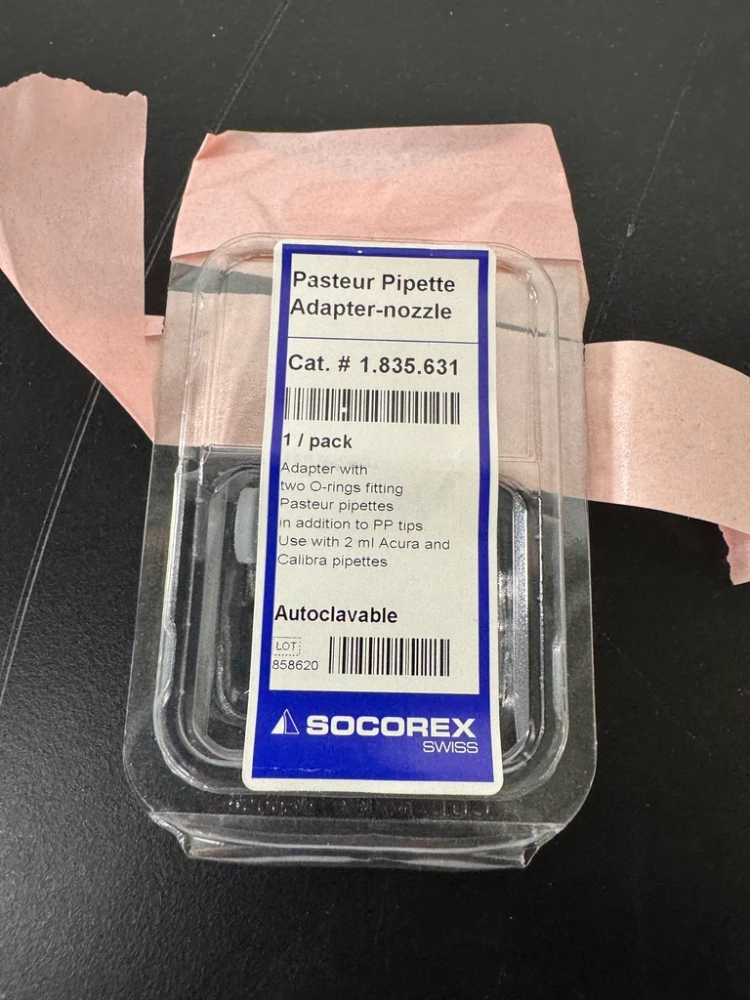 Pasteur Pipette
Adapter-nozzle
Cat. # 1.835.631
1 / pack
Adapter with
two O-rings fitting
Pasteur pipettes
in addition to PP tips
Use with 2 ml Acura and
Calibra pipettes
Autoclavable
LOT
858620
SOCOREX
SWISS